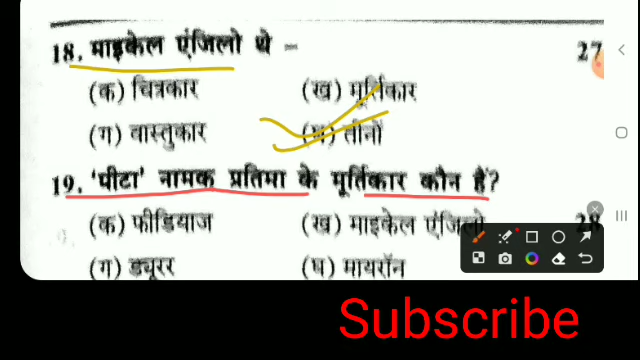 18. माइकेल एंजिलो थे – 27
(क) चित्रकार (ख) मूर्तिकार
(ग) वास्तुकार (घ) तीनों
19. 'पीटा' नामक प्रतिमा के मूर्तिकार कौन हैं?
(क) फीडियाज (ख) माइकेल एंजिलो 28
(ग) ड्यूरर (घ) मायरॉन
Subscribe